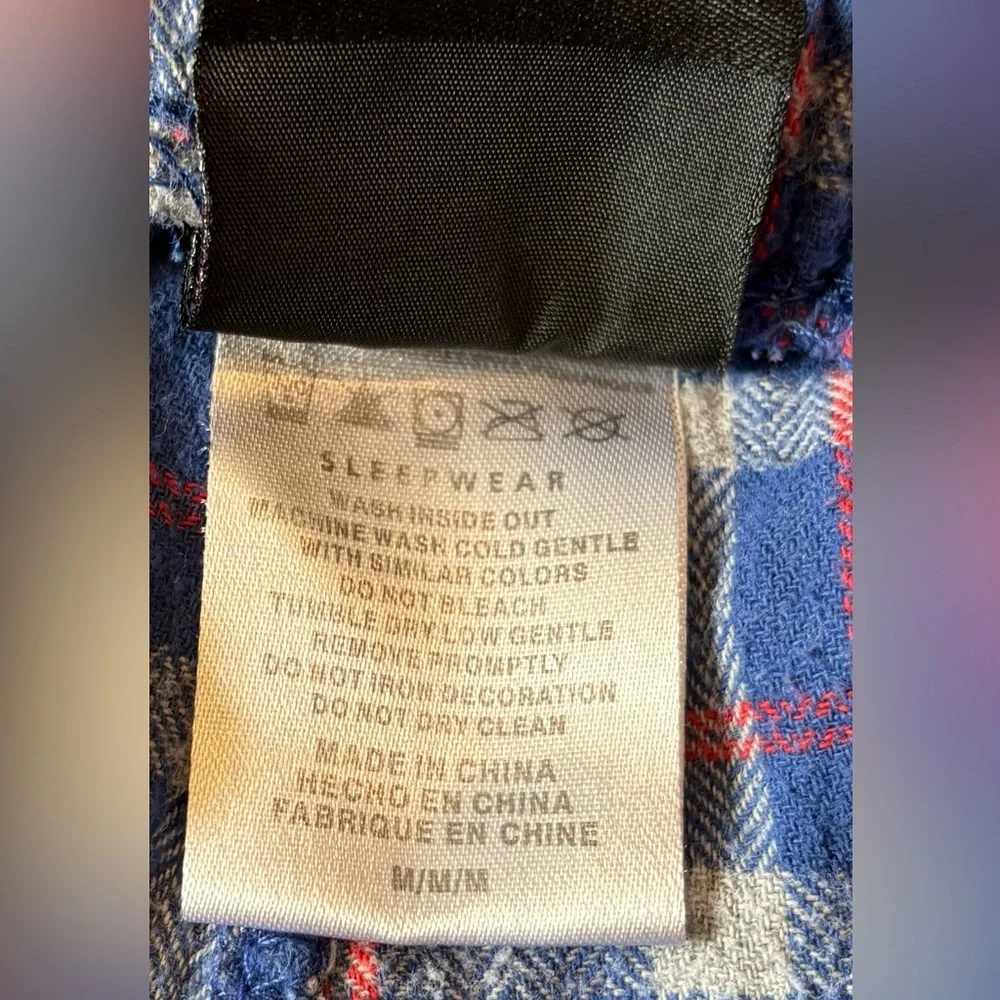 SLEEPWEAR
WASH INSIDE OUT
MACHINE WASH COLD GENTLE
WITH SIMILAR COLORS
DO NOT BLEACH
TUMBLE DRY LOW GENTLE
REMOVE PROMPTLY
DO NOT IRON DECORATION
DO NOT DRY CLEAN
MADE IN CHINA
HECHO EN CHINA
FABRIQUE EN CHINE
M/M/M